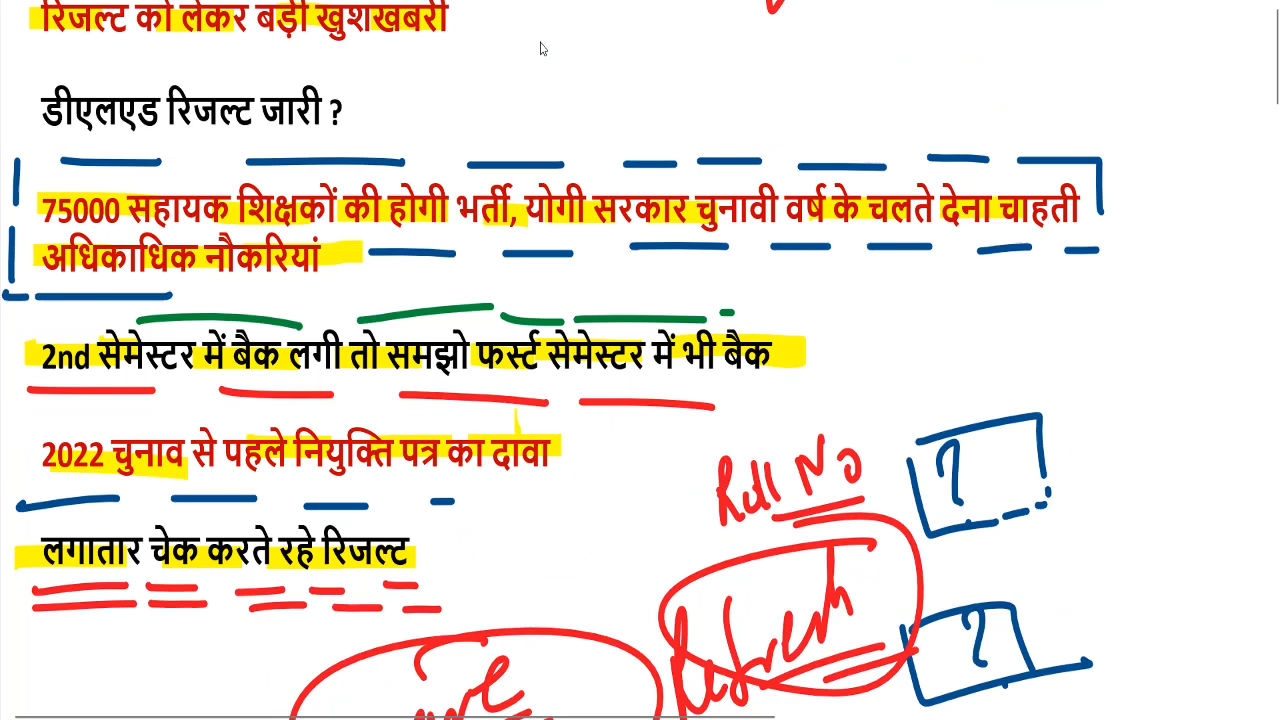 रिजल्ट को लेकर बड़ी खुशखबरी
डीएलएड रिजल्ट जारी ?
75000 सहायक शिक्षकों की होगी भर्ती, योगी सरकार चुनावी वर्ष के चलते देना चाहती
अधिकाधिक नौकरियां
2nd सेमेस्टर में बैक लगी तो समझो फर्स्ट सेमेस्टर में भी बैक
2022 चुनाव से पहले नियुक्ति पत्र का दावा
Roll No
?
लगातार चेक करते रहे रिजल्ट
Refresh
?